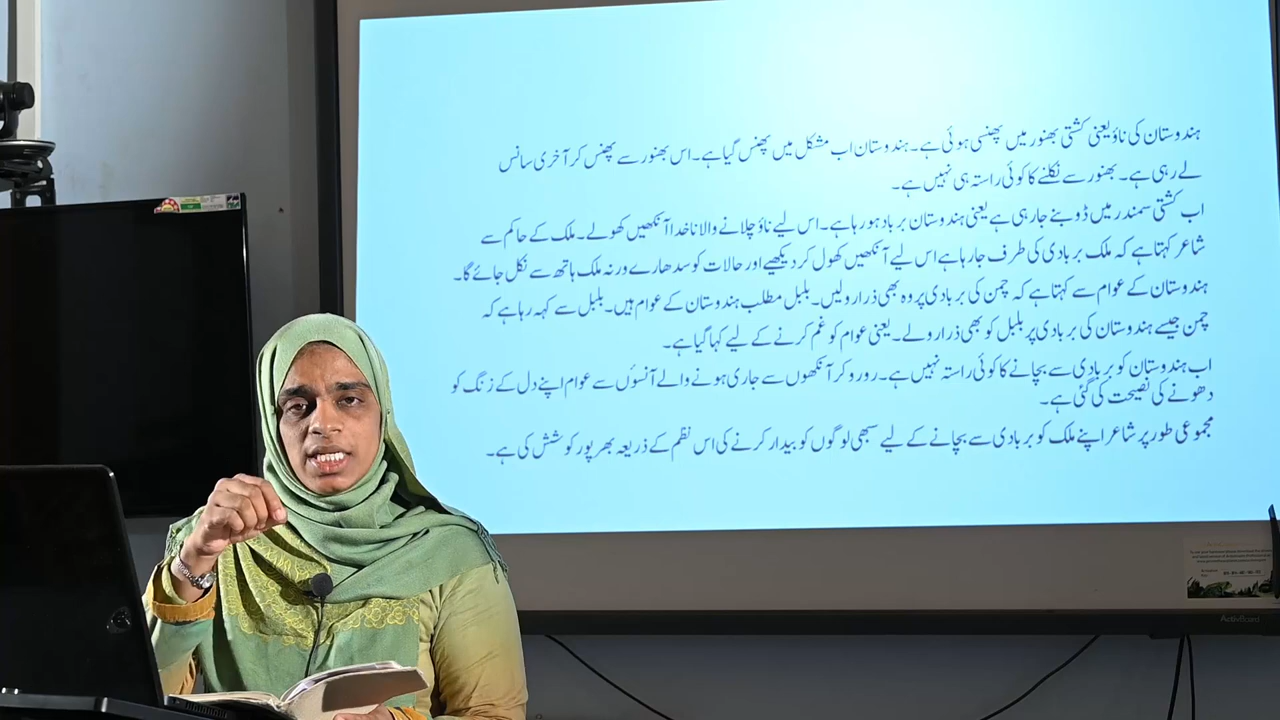 ہندوستان کی ناؤ یعنی کشتی بھنور میں پھنسی ہوئی ہے۔ ہندوستان اب مشکل میں پھنس گیا ہے۔ اس بھنور سے پھنس کر آخری سانس
لے رہی ہے۔ بھنور سے نکلنے کا کوئی راستہ ہی نہیں ہے۔
اب کشتی سمندر میں ڈوبنے جا رہی ہے یعنی ہندوستان برباد ہو رہا ہے۔ اس لیے ناؤ چلانے والا ناخدا آنکھیں کھولے۔ ملک کے حاکم سے
شاعر کہتا ہے کہ ملک بربادی کی طرف جا رہا ہے اس لیے آنکھیں کھول کر دیکھیے اور حالات کو سدھارے ورنہ ملک ہاتھ سے نکل جائے گا۔
ہندوستان کے عوام سے کہتا ہے کہ چمن کی بربادی پر وہ بھی ذرا رولیں۔ بلبل مطلب ہندوستان کے عوام ہیں۔ بلبل سے کہہ رہا ہے کہ
چمن جیسے ہندوستان کی بربادی پر بلبل کو بھی ذرا رولے۔ یعنی عوام کو غم کرنے کے لیے کہا گیا ہے۔
اب ہندوستان کو بربادی سے بچانے کا کوئی راستہ نہیں ہے۔ رو رو کر آنکھوں سے جاری ہونے والے آنسوٗں سے عوام اپنے دل کے زنگ کو
دھونے کی نصیحت کی گئی ہے۔
مجموعی طور پر شاعر اپنے ملک کو بربادی سے بچانے کے لیے سبھی لوگوں کو بیدار کرنے کی اس نظم کے ذریعہ بھرپور کوشش کی ہے۔
ActivBoard